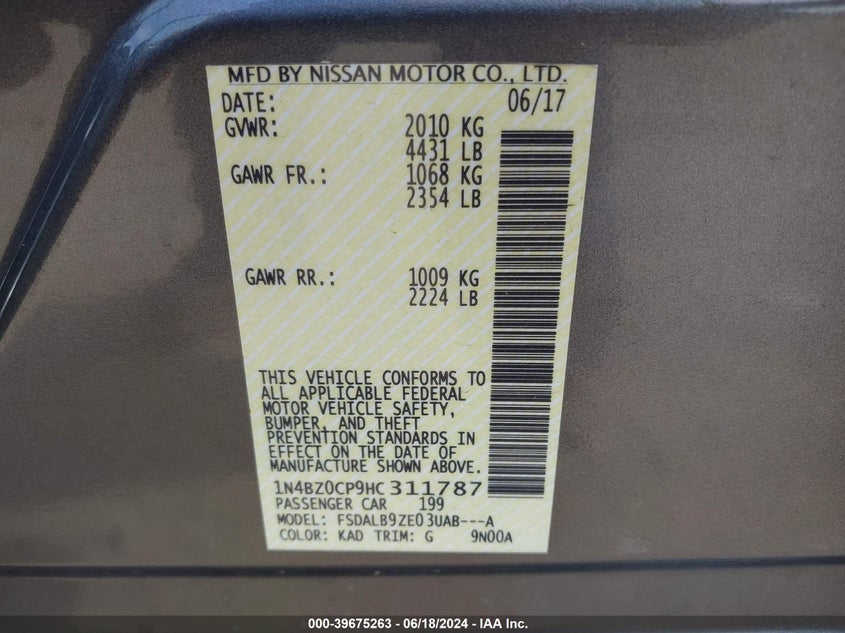 MFD BY NISSAN MOTOR CO., LTD.
DATE: 06/17
GVWR: 2010 KG
4431 LB
GAWR FR.: 1068 KG
2354 LB
GAWR RR.: 1009 KG
2224 LB
THIS VEHICLE CONFORMS TO
ALL APPLICABLE FEDERAL
MOTOR VEHICLE SAFETY,
BUMPER, AND THEFT
PREVENTION STANDARDS IN
EFFECT ON THE DATE OF
MANUFACTURE SHOWN ABOVE.
1N4BZ0CP9HC 311787
PASSENGER CAR 199
MODEL: FSDALB9ZE03UAB---A
COLOR: KAD TRIM: G 9N00A
000-39675263 - 06/18/2024 - IAA Inc.